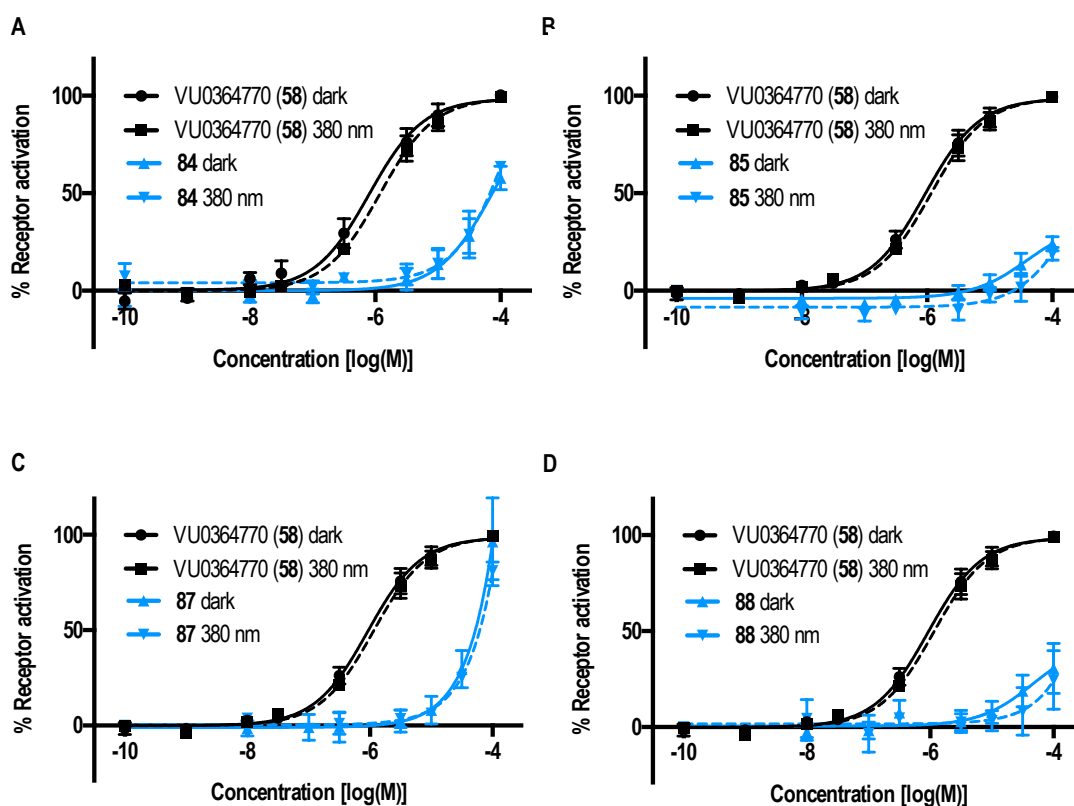 A
% Receptor activation
100
50
0
VU0364770 (58) dark
VU0364770 (58) 380 nm
84 dark
84 380 nm
-10
-8
-6
-4
Concentration [log(M)]
B
% Receptor activation
100
50
0
VU0364770 (58) dark
VU0364770 (58) 380 nm
85 dark
85 380 nm
-10
-8
-6
-4
Concentration [log(M)]
C
% Receptor activation
100
50
0
VU0364770 (58) dark
VU0364770 (58) 380 nm
87 dark
87 380 nm
-10
-8
-6
-4
Concentration [log(M)]
D
% Receptor activation
100
50
0
VU0364770 (58) dark
VU0364770 (58) 380 nm
88 dark
88 380 nm
-10
-8
-6
-4
Concentration [log(M)]